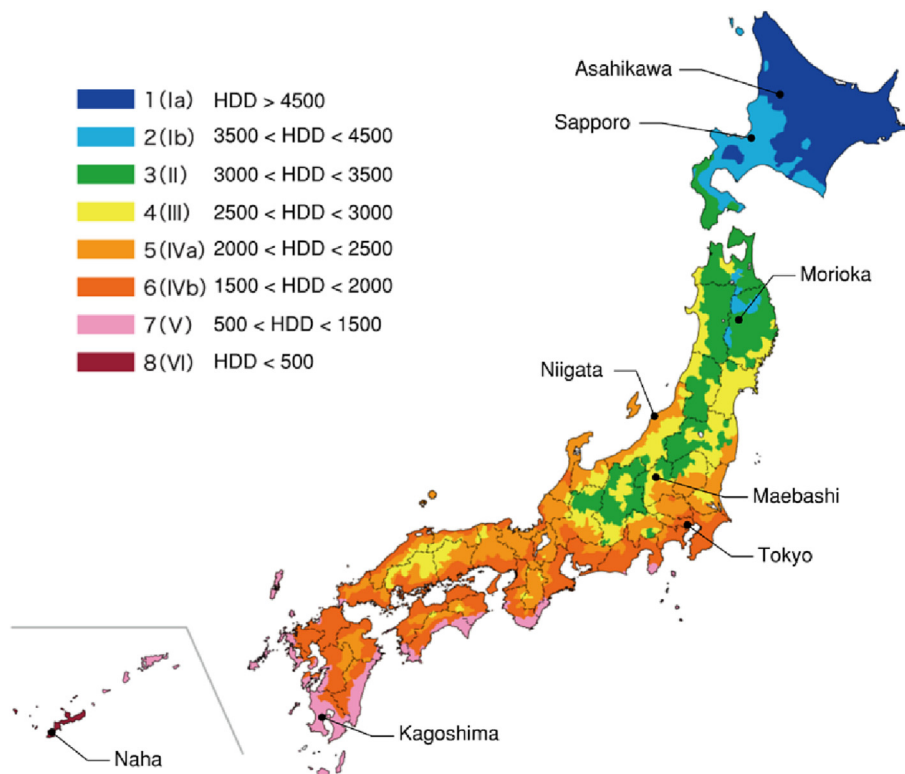 1 (Ia) HDD > 4500
2 (Ib) 3500 < HDD < 4500
3 (II) 3000 < HDD < 3500
4 (III) 2500 < HDD < 3000
5 (IVa) 2000 < HDD < 2500
6 (IVb) 1500 < HDD < 2000
7 (V) 500 < HDD < 1500
8 (VI) HDD < 500
Asahikawa
Sapporo
Morioka
Niigata
Maebashi
Tokyo
Kagoshima
Naha